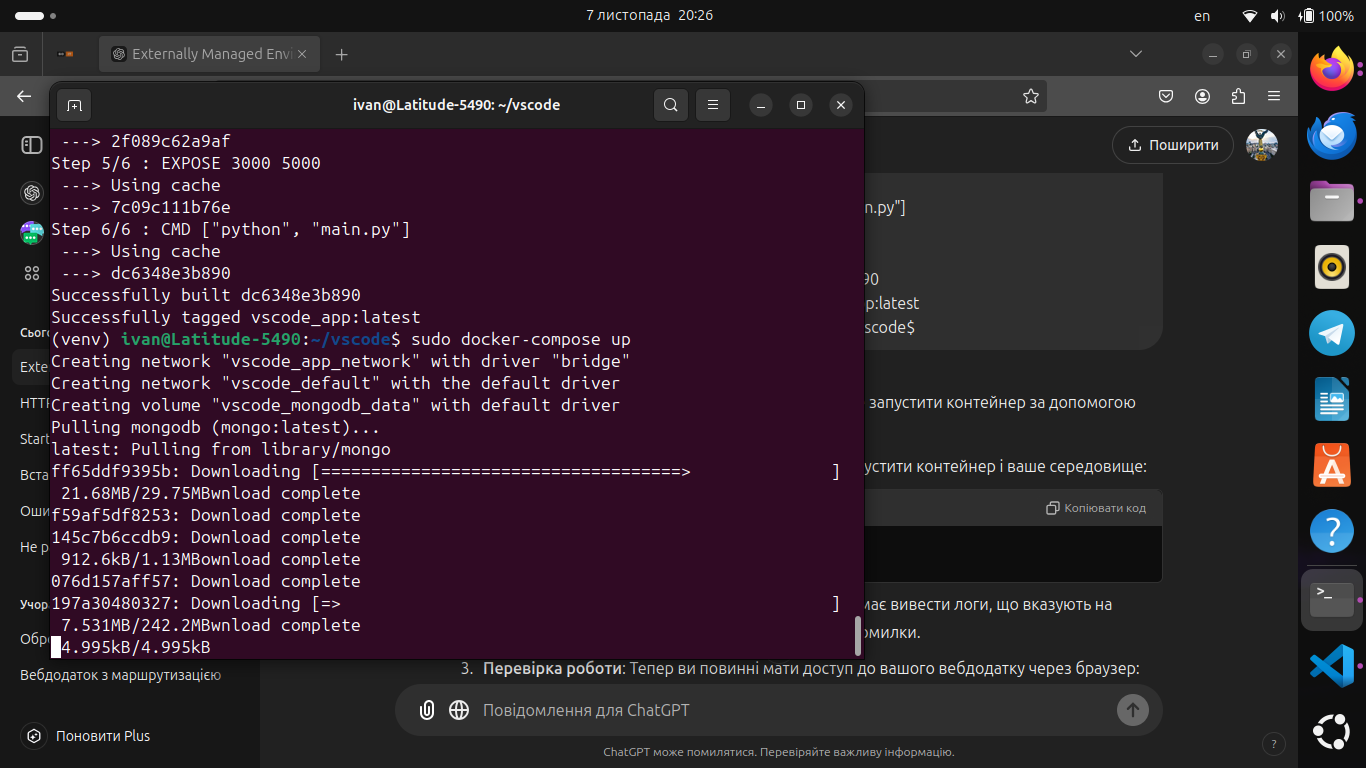 7 листопада 20:26
en
100%
Externally Managed Envi
ivan@Latitude-5490: ~/vscode
---> 2f089c62a9af
Step 5/6 : EXPOSE 3000 5000
---> Using cache
---> 7c09c111b76e
Step 6/6 : CMD ["python", "main.py"]
---> Using cache
---> dc6348e3b890
Successfully built dc6348e3b890
Successfully tagged vscode_app:latest
(venv) ivan@Latitude-5490:~/vscode$ sudo docker-compose up
Creating network "vscode_app_network" with driver "bridge"
Creating network "vscode_default" with the default driver
Creating volume "vscode_mongodb_data" with default driver
Pulling mongodb (mongo:latest)...
latest: Pulling from library/mongo
ff65ddf9395b: Downloading [====================================> ]
21.68MB/29.75MBwnload complete
f59af5df8253: Download complete
145c7b6ccdb9: Download complete
912.6kB/1.13MBownload complete
076d157aff57: Download complete
197a30480327: Downloading [=> ]
7.531MB/242.2MBwnload complete
4.995kB/4.995kB
Поширити
n.py"]
90
p:latest
scode$
запустити контейнер за допомогою
устити контейнер і ваше середовище:
Копіювати код
має вивести логи, що вказують на
омилки.
3. Перевірка роботи: Тепер ви повинні мати доступ до вашого вебдодатку через браузер:
Сього
Exte
HTTP
Start
Вста
Оши
Не р
Учора
Обро
Вебдодаток з маршрутизацією
Поновити Plus
Повідомлення для ChatGPT
ChatGPT може помилятися. Перевіряйте важливу інформацію.
?